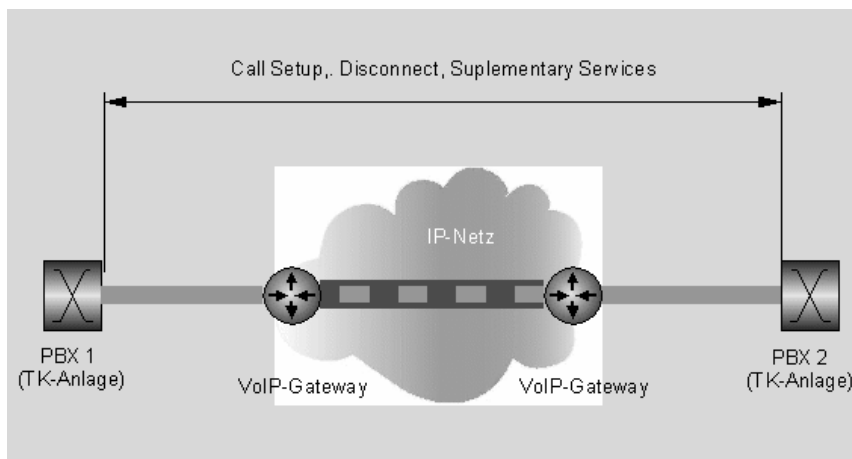 Call Setup,. Disconnect, Suplementary Services
IP-Netz
PBX 1
(TK-Anlage)
VoIP-Gateway
VoIP-Gateway
PBX 2
(TK-Anlage)